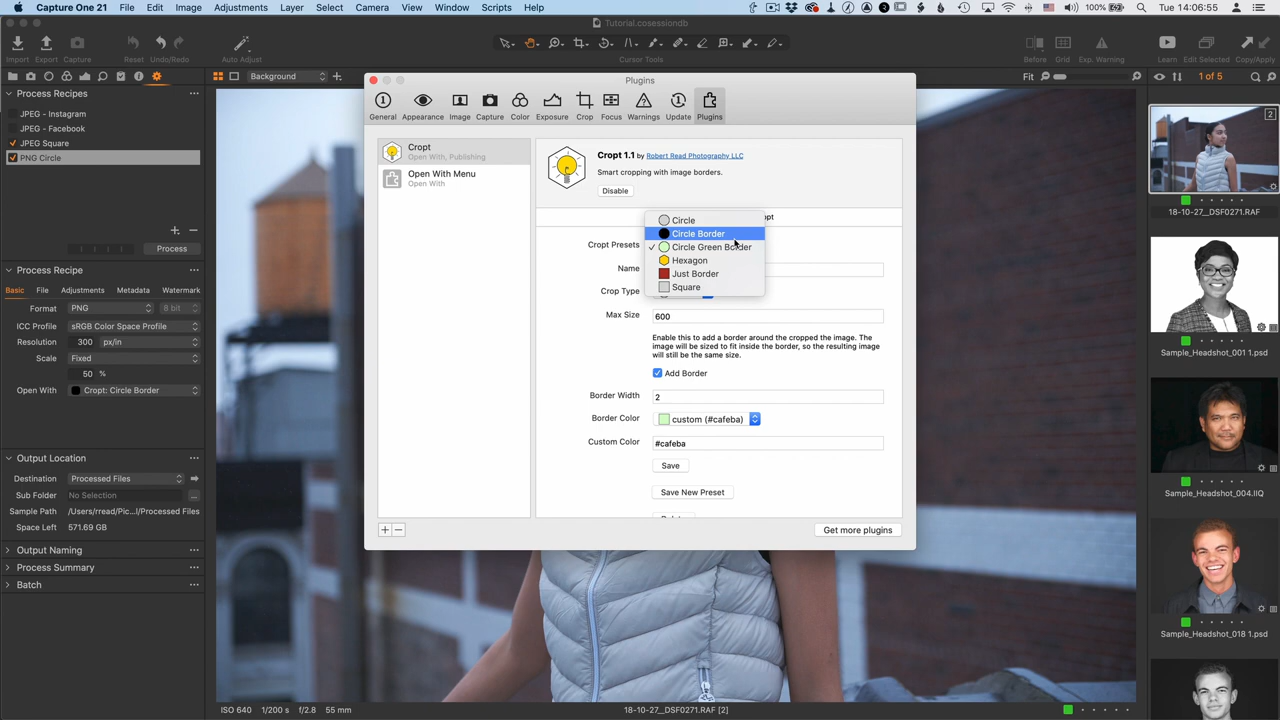 Capture One 21 File Edit Image Adjustments Layer Select Camera View Window Scripts Help Tue 14:06:55
Tutorial.cosessiondb
Import Export Capture Reset Undo/Redo Auto Adjust Cursor Tools Before Grid Exp. Warning Learn Edit Selected Copy/Apply
Background Fit 1 of 5
Plugins
General Appearance Image Capture Color Exposure Crop Focus Warnings Update Plugins
Process Recipes
JPEG - Instagram
JPEG - Facebook
JPEG Square
PNG Circle
Process
Process Recipe
Basic File Adjustments Metadata Watermark
Format PNG 8 bit
ICC Profile sRGB Color Space Profile
Resolution 300 px/in
Scale Fixed
50 %
Open With Cropt: Circle Border
Output Location
Destination Processed Files
Sub Folder No Selection ...
Sample Path /Users/rread/Pic...l/Processed Files
Space Left 571.69 GB
Output Naming
Process Summary
Batch
Cropt
Open With, Publishing
Open With Menu
Open With
Cropt 1.1 by Robert Read Photography LLC
Smart cropping with image borders.
Disable
Cropt Presets
Circle
Circle Border
Circle Green Border
Hexagon
Just Border
Square
Name
Crop Type
Max Size 600
Enable this to add a border around the cropped the image. The
image will be sized to fit inside the border, so the resulting image
will still be the same size.
Add Border
Border Width 2
Border Color custom (#cafeba)
Custom Color #cafeba
Save
Save New Preset
Get more plugins
2
18-10-27__DSF0271.RAF
Sample_Headshot_001 1.psd
Sample_Headshot_004.IIQ
Sample_Headshot_018 1.psd
ISO 640 1/200 s f/2.8 55 mm 18-10-27__DSF0271.RAF [2]